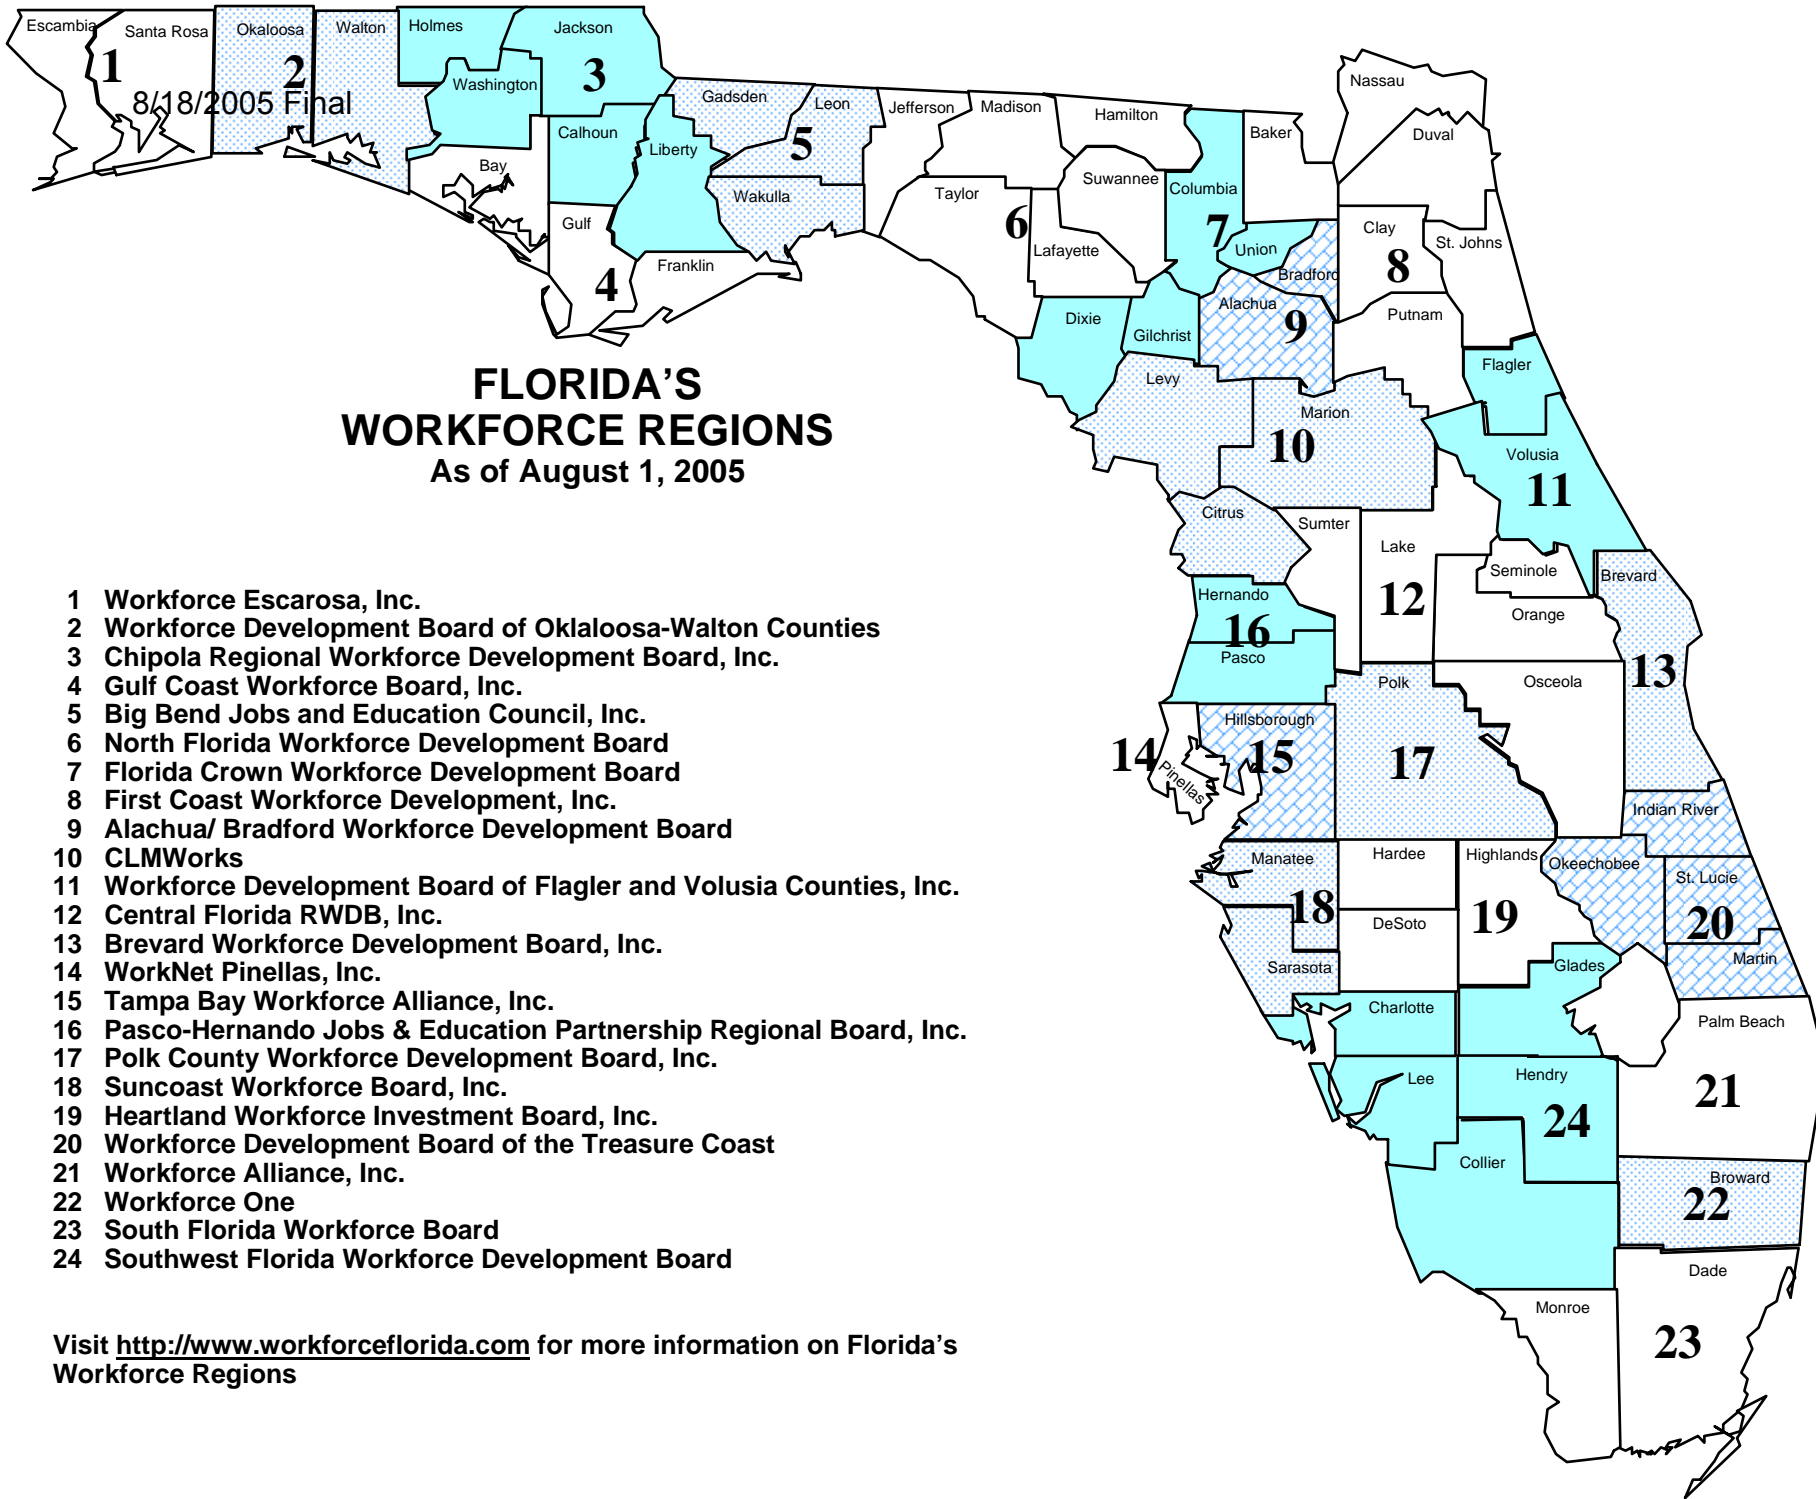 Escambia
Santa Rosa
Okaloosa
Walton
Holmes
Jackson
Washington
1
2
3
8/18/2005 Final
Gadsden
Leon
Jefferson
Madison
Hamilton
Nassau
Baker
Duval
Calhoun
Liberty
5
Bay
Wakulla
Taylor
Suwannee
Columbia
Gulf
6
7
Lafayette
Union
Clay
St. Johns
Franklin
4
Bradford
8
Dixie
Gilchrist
Alachua
9
Putnam
Flagler
FLORIDA'S
WORKFORCE REGIONS
As of August 1, 2005
Levy
Marion
10
Volusia
11
Citrus
Sumter
Lake
Seminole
Brevard
Hernando
12
Orange
16
Pasco
Polk
Osceola
13
Hillsborough
14
15
17
Pinellas
Indian River
Manatee
Hardee
Highlands
Okeechobee
St. Lucie
18
DeSoto
19
20
Sarasota
Glades
Martin
Charlotte
Palm Beach
Lee
Hendry
21
24
Collier
Broward
22
Dade
Monroe
23
1 Workforce Escarosa, Inc.
2 Workforce Development Board of Oklaloosa-Walton Counties
3 Chipola Regional Workforce Development Board, Inc.
4 Gulf Coast Workforce Board, Inc.
5 Big Bend Jobs and Education Council, Inc.
6 North Florida Workforce Development Board
7 Florida Crown Workforce Development Board
8 First Coast Workforce Development, Inc.
9 Alachua/ Bradford Workforce Development Board
10 CLMWorks
11 Workforce Development Board of Flagler and Volusia Counties, Inc.
12 Central Florida RWDB, Inc.
13 Brevard Workforce Development Board, Inc.
14 WorkNet Pinellas, Inc.
15 Tampa Bay Workforce Alliance, Inc.
16 Pasco-Hernando Jobs & Education Partnership Regional Board, Inc.
17 Polk County Workforce Development Board, Inc.
18 Suncoast Workforce Board, Inc.
19 Heartland Workforce Investment Board, Inc.
20 Workforce Development Board of the Treasure Coast
21 Workforce Alliance, Inc.
22 Workforce One
23 South Florida Workforce Board
24 Southwest Florida Workforce Development Board
Visit http://www.workforceflorida.com for more information on Florida's
Workforce Regions